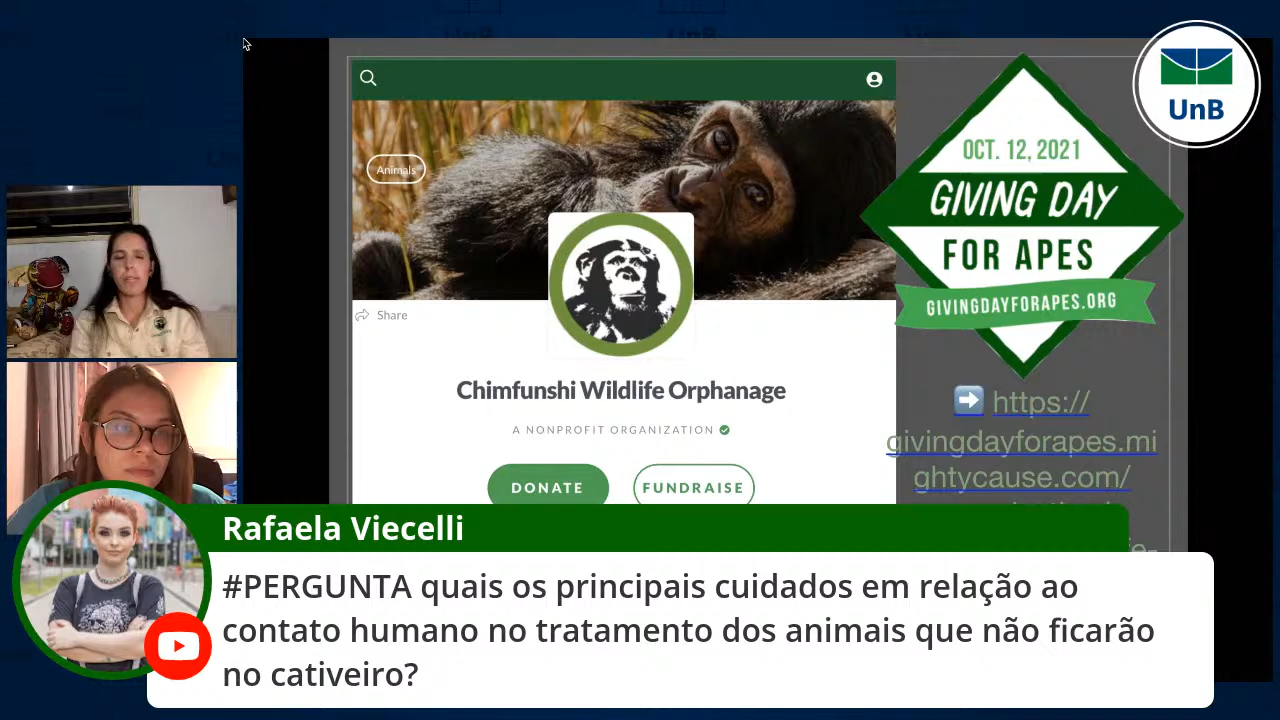 UnB
OCT. 12, 2021
GIVING DAY
FOR APES
GIVINGDAYFORAPES.ORG
Animals
Share
Chimfunshi Wildlife Orphanage
A NONPROFIT ORGANIZATION
DONATE
FUNDRAISE
https://
givingdayforapes.mi
ghtycause.com/
Rafaela Viecelli
#PERGUNTA quais os principais cuidados em relação ao
contato humano no tratamento dos animais que não ficarão
no cativeiro?